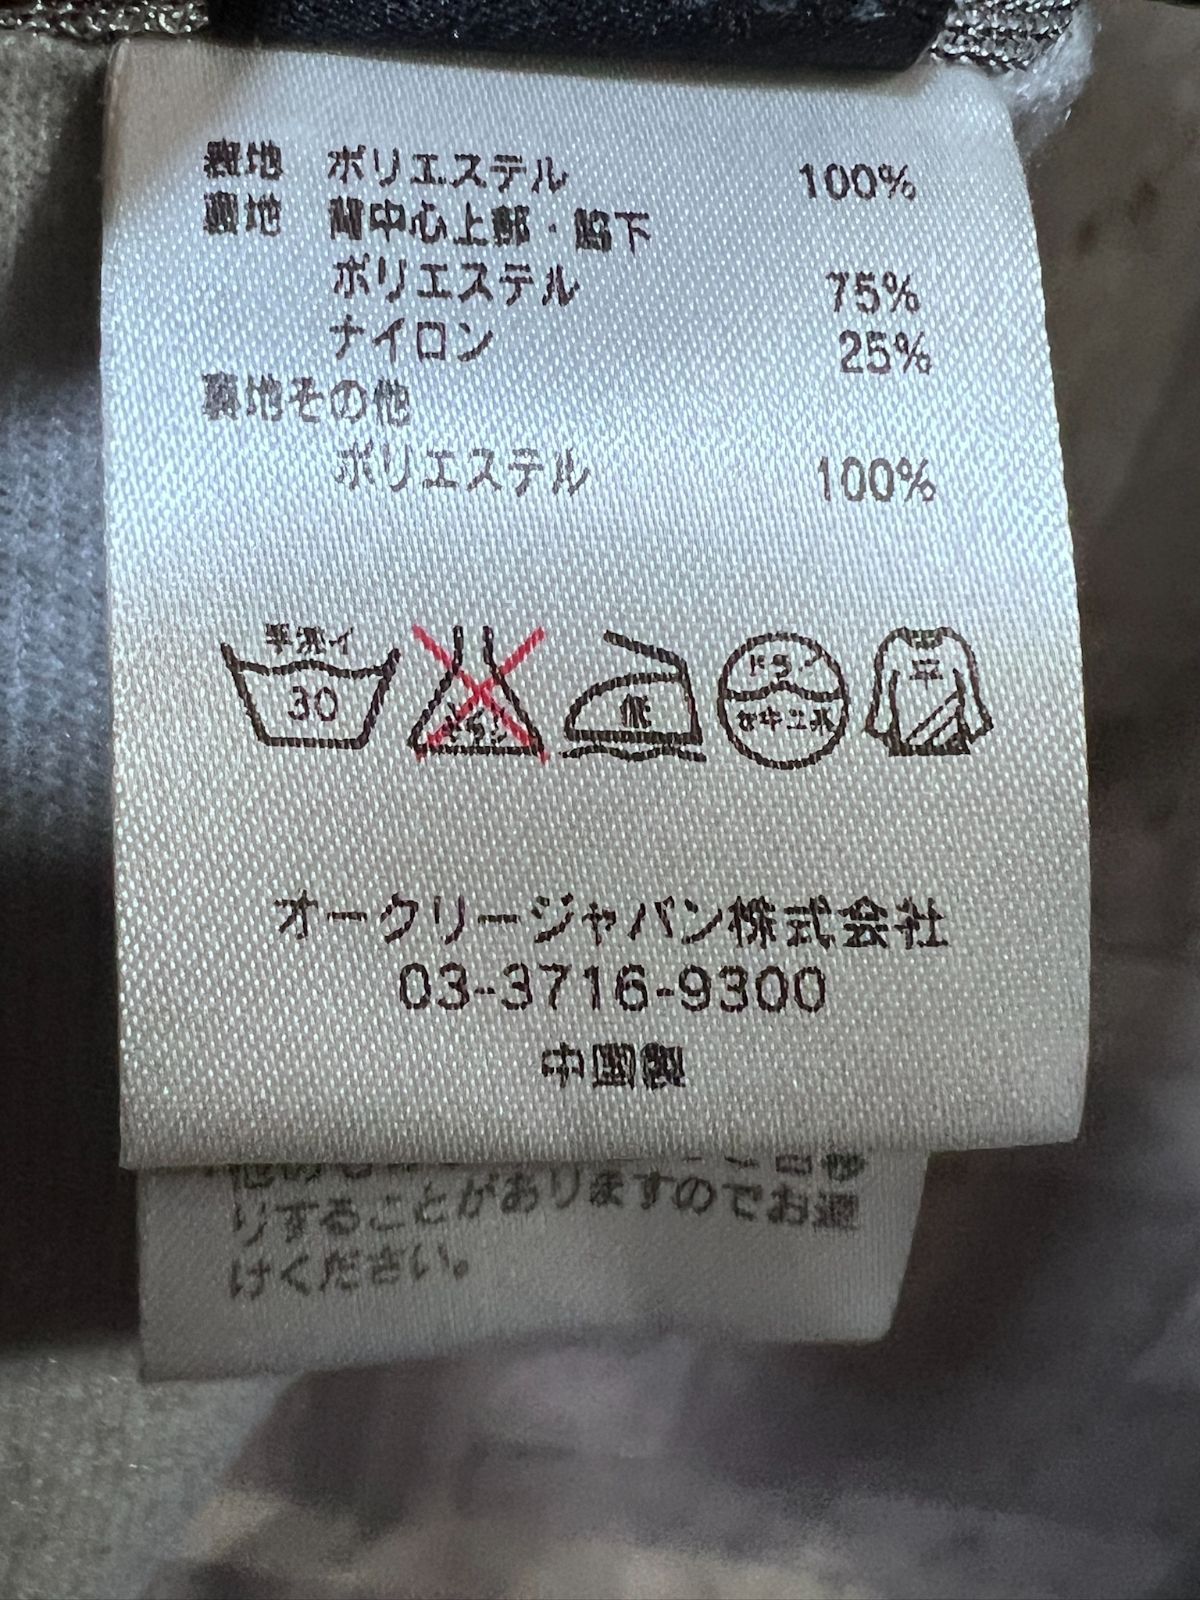 表地 ポリエステル 100%
裏地 背中心上部・脇下
ポリエステル 75%
ナイロン 25%
裏地その他
ポリエステル 100%
手洗イ
30
低
ドライ
平
オークリージャパン株式会社
03-3716-9300
中国製
りすることがありますのでお避
けください。